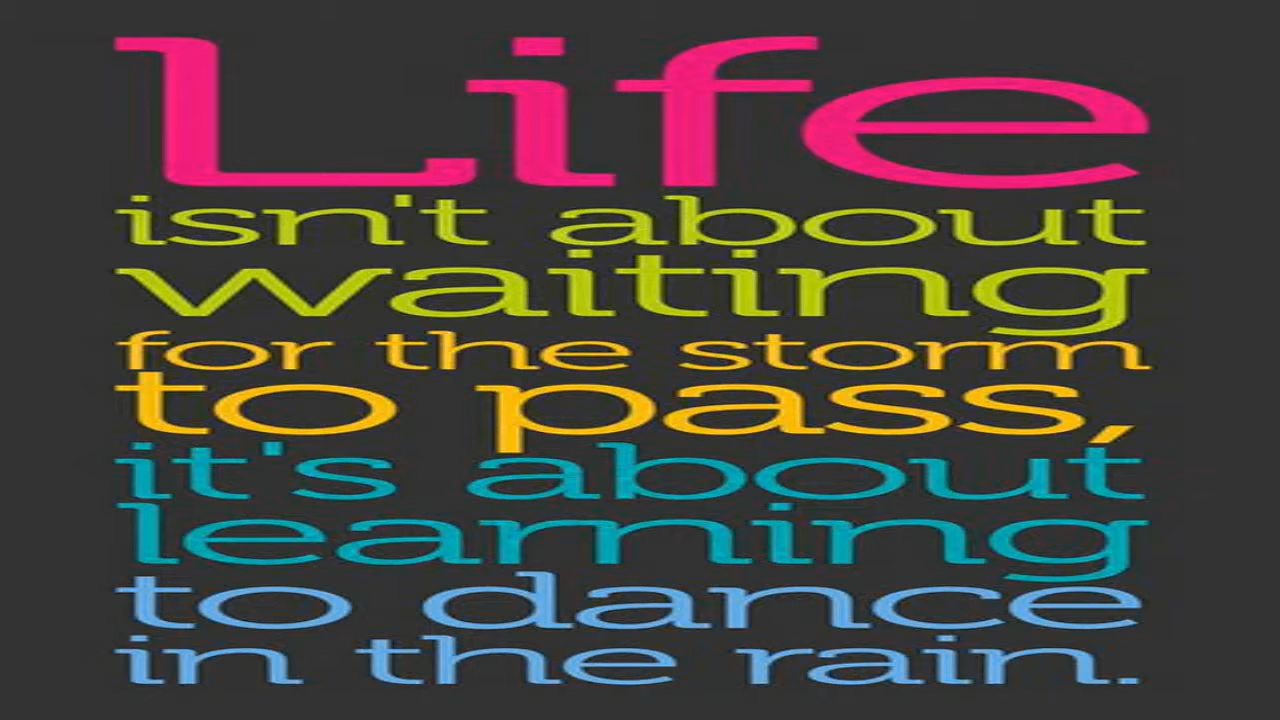 Life
isn't about
waiting
for the storm
to pass,
it's about
learning
to dance
in the rain.